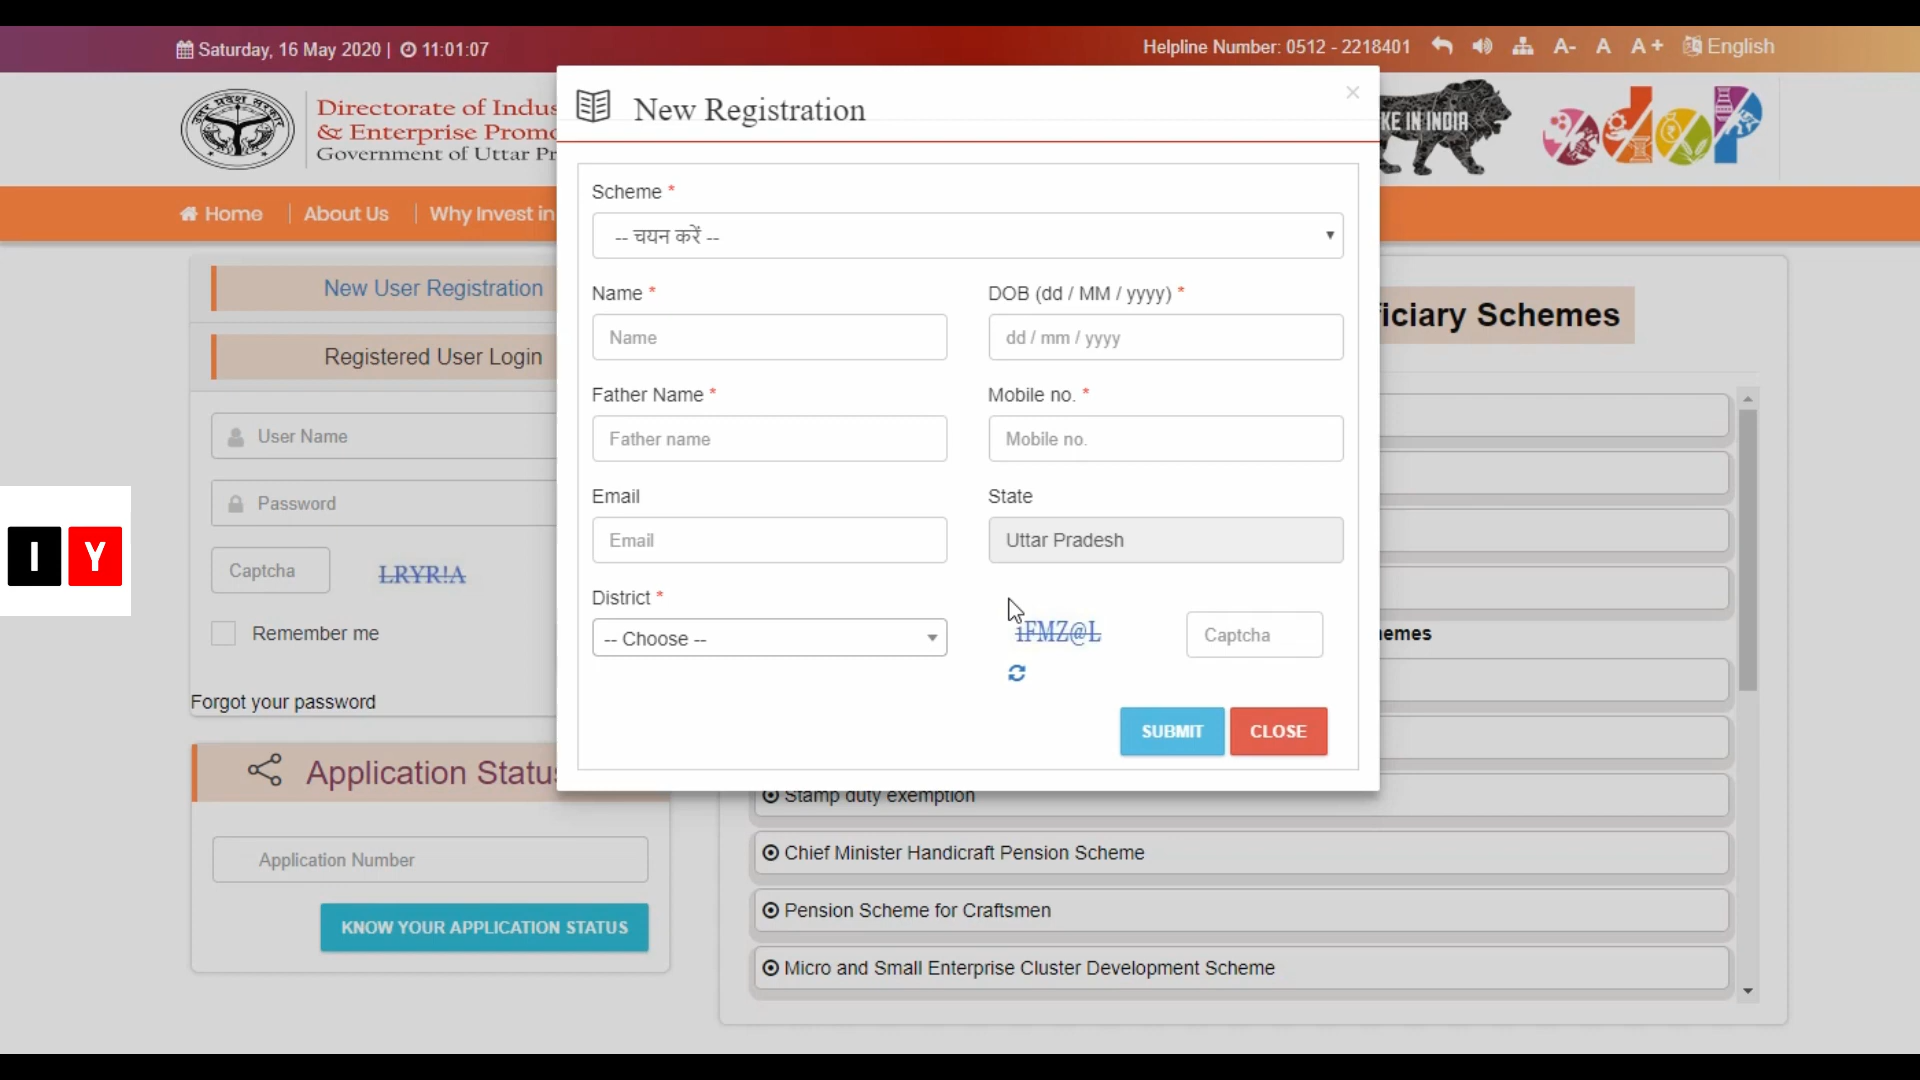 Saturday, 16 May 2020 | 11:01:07
Helpline Number: 0512 - 2218401
A- A A+ English
उत्तर प्रदेश सरकार
Directorate of Indus
& Enterprise Promo
Government of Uttar Pr
KE IN INDIA
Home | About Us | Why Invest in
New User Registration
Registered User Login
User Name
Password
Captcha
LRYR!A
Remember me
Forgot your password
I Y
Application Status
Application Number
KNOW YOUR APPLICATION STATUS
New Registration
×
Scheme *
-- चयन करें --
Name *
Name
DOB (dd / MM / yyyy) *
dd / mm / yyyy
Father Name *
Father name
Mobile no. *
Mobile no.
Email
Email
State
Uttar Pradesh
District *
-- Choose --
iFMZ@L
Captcha
SUBMIT
CLOSE
iciary Schemes
emes
Stamp duty exemption
Chief Minister Handicraft Pension Scheme
Pension Scheme for Craftsmen
Micro and Small Enterprise Cluster Development Scheme